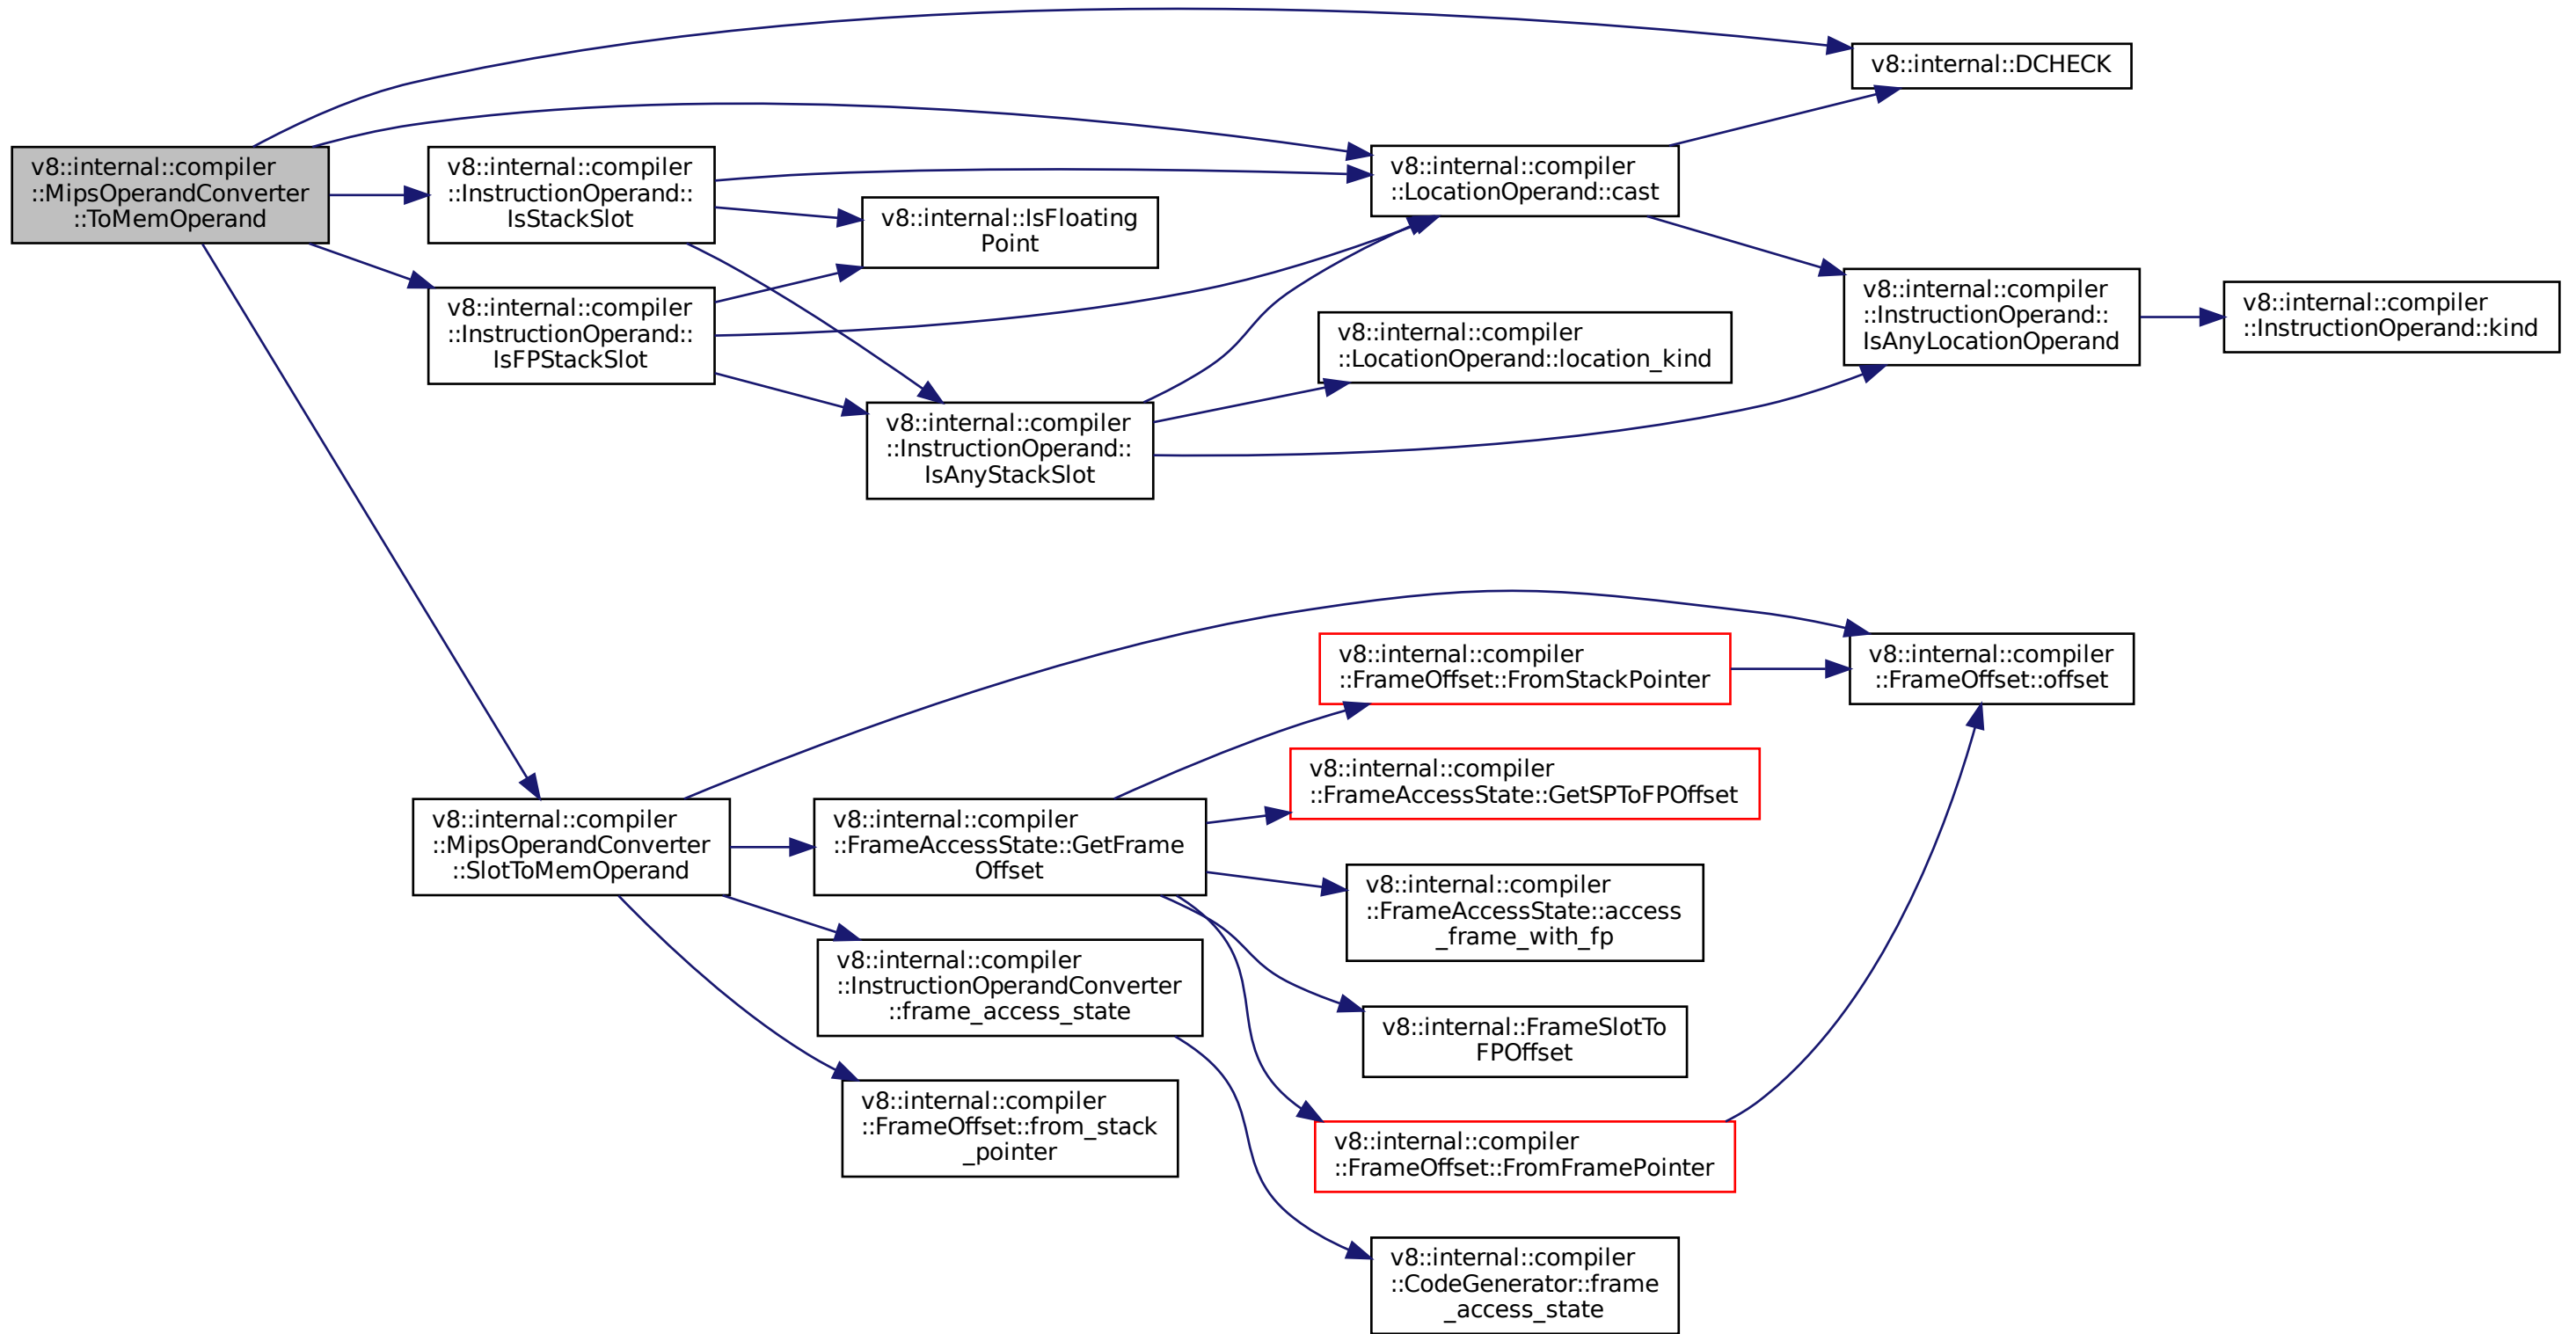 v8::internal::DCHECK
v8::internal::compiler
::MipsOperandConverter
::ToMemOperand
v8::internal::compiler
::InstructionOperand::
IsStackSlot
v8::internal::compiler
::LocationOperand::cast
v8::internal::IsFloating
Point
v8::internal::compiler
::InstructionOperand::
IsFPStackSlot
v8::internal::compiler
::InstructionOperand::
IsAnyLocationOperand
v8::internal::compiler
::InstructionOperand::kind
v8::internal::compiler
::LocationOperand::location_kind
v8::internal::compiler
::InstructionOperand::
IsAnyStackSlot
v8::internal::compiler
::FrameOffset::FromStackPointer
v8::internal::compiler
::FrameOffset::offset
v8::internal::compiler
::FrameAccessState::GetSPToFPOffset
v8::internal::compiler
::MipsOperandConverter
::SlotToMemOperand
v8::internal::compiler
::FrameAccessState::GetFrame
Offset
v8::internal::compiler
::FrameAccessState::access
_frame_with_fp
v8::internal::compiler
::InstructionOperandConverter
::frame_access_state
v8::internal::FrameSlotTo
FPOffset
v8::internal::compiler
::FrameOffset::from_stack
_pointer
v8::internal::compiler
::FrameOffset::FromFramePointer
v8::internal::compiler
::CodeGenerator::frame
_access_state